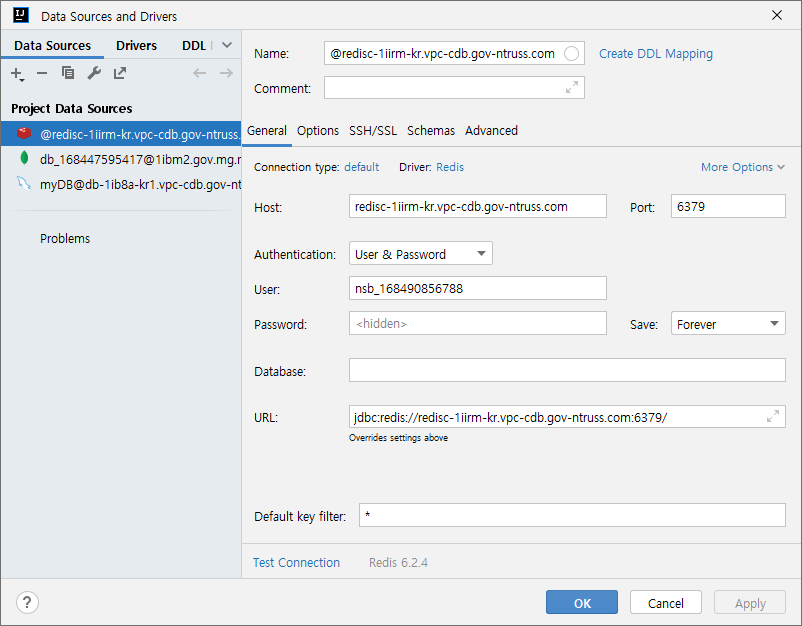 IJ Data Sources and Drivers
Data Sources Drivers DDL
Name: @redisc-1iirm-kr.vpc-cdb.gov-ntruss.com Create DDL Mapping
Comment:
Project Data Sources
@redisc-1iirm-kr.vpc-cdb.gov-ntruss.
db_168447595417@1ibm2.gov.mg.r
myDB@db-1ib8a-kr1.vpc-cdb.gov-nt
Problems
General Options SSH/SSL Schemas Advanced
Connection type: default Driver: Redis More Options
Host: redisc-1iirm-kr.vpc-cdb.gov-ntruss.com Port: 6379
Authentication: User & Password
User: nsb_168490856788
Password: <hidden> Save: Forever
Database:
URL: jdbc:redis://redisc-1iirm-kr.vpc-cdb.gov-ntruss.com:6379/
Overrides settings above
Default key filter: *
Test Connection Redis 6.2.4
? OK Cancel Apply